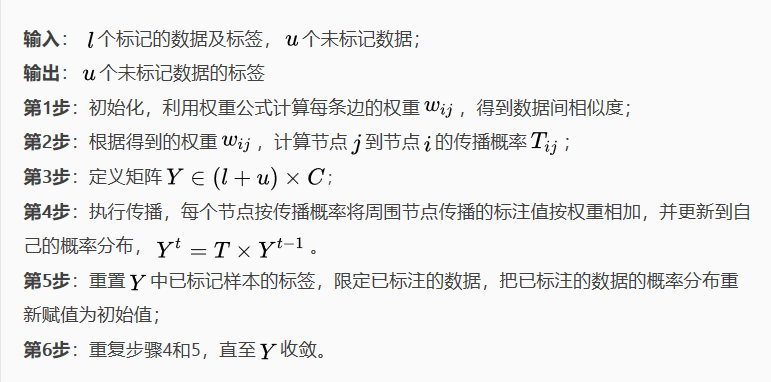 输入： l 个标记的数据及标签， u 个未标记数据；
输出： u 个未标记数据的标签
第1步：初始化，利用权重公式计算每条边的权重 w_{ij} ，得到数据间相似度；
第2步：根据得到的权重 w_{ij} ，计算节点 j 到节点 i 的传播概率 T_{ij} ；
第3步：定义矩阵 Y ∈ (l + u) × C；
第4步：执行传播，每个节点按传播概率将周围节点传播的标注值按权重相加，并更新到自
己的概率分布， Y^{t} = T × Y^{t−1} 。
第5步：重置 Y 中已标记样本的标签，限定已标注的数据，把已标注的数据的概率分布重
新赋值为初始值；
第6步：重复步骤4和5，直至 Y 收敛。